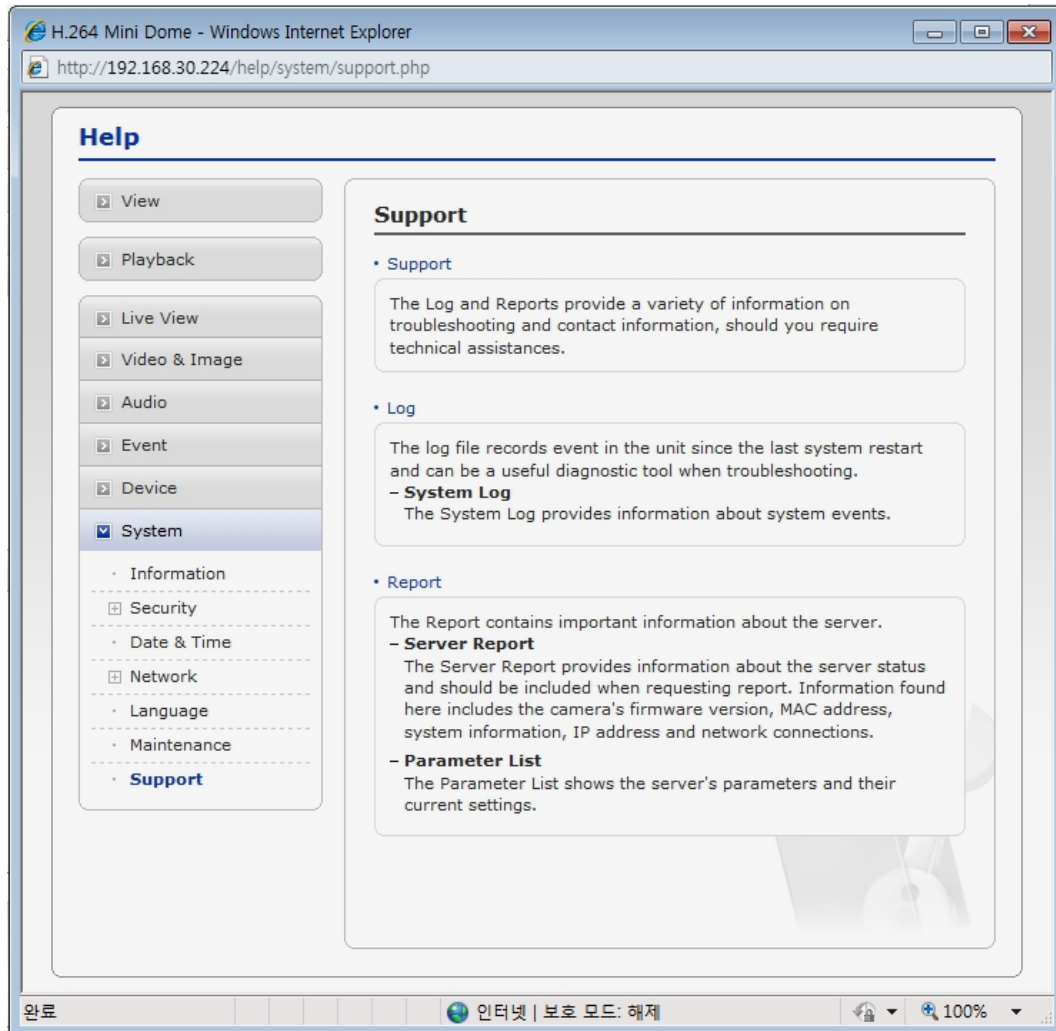 H.264 Mini Dome - Windows Internet Explorer
http://192.168.30.224/help/system/support.php
Help
View
Playback
Live View
Video & Image
Audio
Event
Device
System
Information
Security
Date & Time
Network
Language
Maintenance
Support
Support
• Support
The Log and Reports provide a variety of information on
troubleshooting and contact information, should you require
technical assistances.
• Log
The log file records event in the unit since the last system restart
and can be a useful diagnostic tool when troubleshooting.
– System Log
The System Log provides information about system events.
• Report
The Report contains important information about the server.
– Server Report
The Server Report provides information about the server status
and should be included when requesting report. Information found
here includes the camera's firmware version, MAC address,
system information, IP address and network connections.
– Parameter List
The Parameter List shows the server's parameters and their
current settings.
완료
인터넷 | 보호 모드: 해제
100%